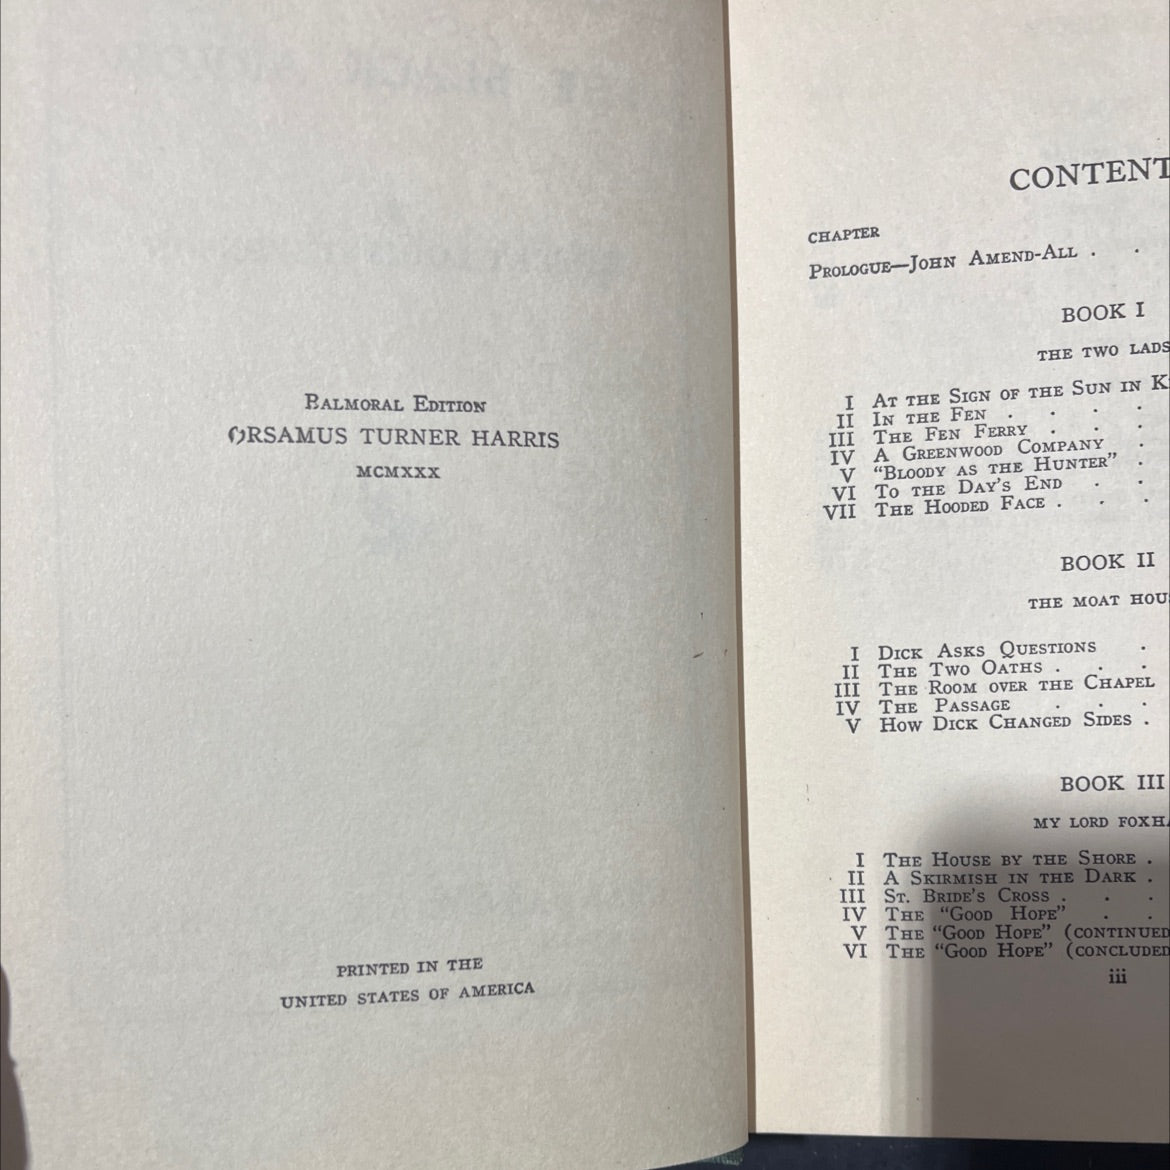 Balmoral Edition
ORSAMUS TURNER HARRIS
MCMXXX
PRINTED IN THE
UNITED STATES OF AMERICA
CONTENT
CHAPTER
Prologue—John Amend-All . .
BOOK I
THE TWO LADS
I At the Sign of the Sun in K
II In the Fen . . . .
III The Fen Ferry . . .
IV A Greenwood Company .
V “Bloody as the Hunter” .
VI To the Day's End . .
VII The Hooded Face . . .
BOOK II
THE MOAT HOU
I Dick Asks Questions .
II The Two Oaths . . .
III The Room over the Chapel
IV The Passage . . .
V How Dick Changed Sides .
BOOK III
MY LORD FOXHA
I The House by the Shore .
II A Skirmish in the Dark .
III St. Bride's Cross . . .
IV The “Good Hope” . .
V The “Good Hope” (continued
VI The “Good Hope” (concluded
iii